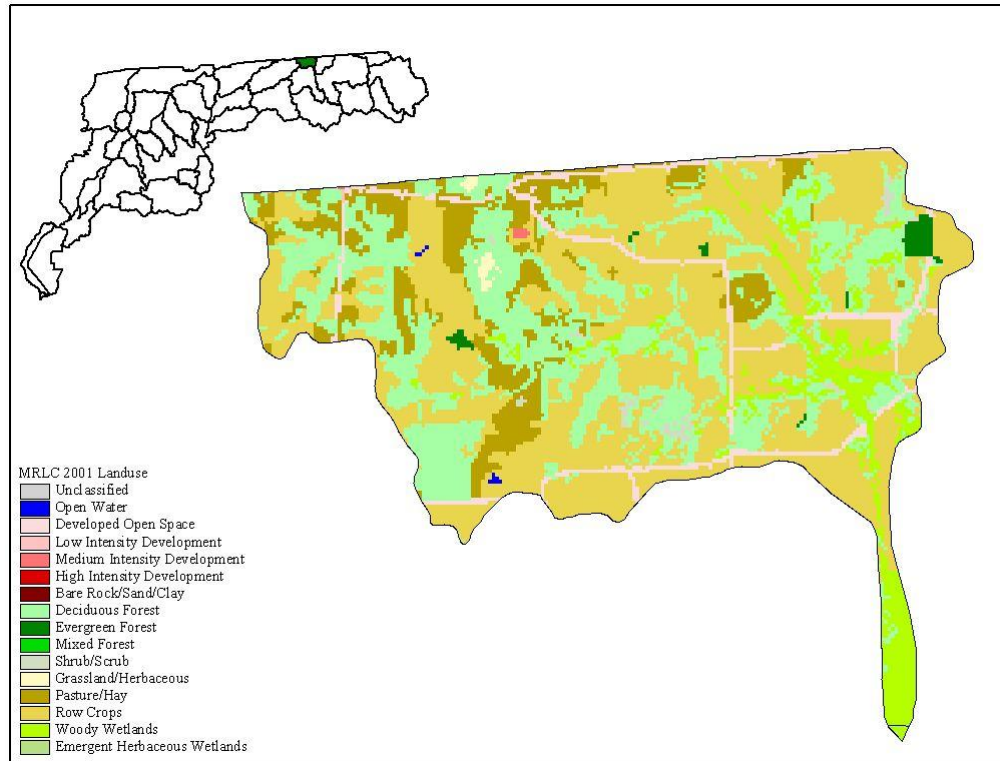 MRLC 2001 Landuse
Unclassified
Open Water
Developed Open Space
Low Intensity Development
Medium Intensity Development
High Intensity Development
Bare Rock/Sand/Clay
Deciduous Forest
Evergreen Forest
Mixed Forest
Shrub/Scrub
Grassland/Herbaceous
Pasture/Hay
Row Crops
Woody Wetlands
Emergent Herbaceous Wetlands